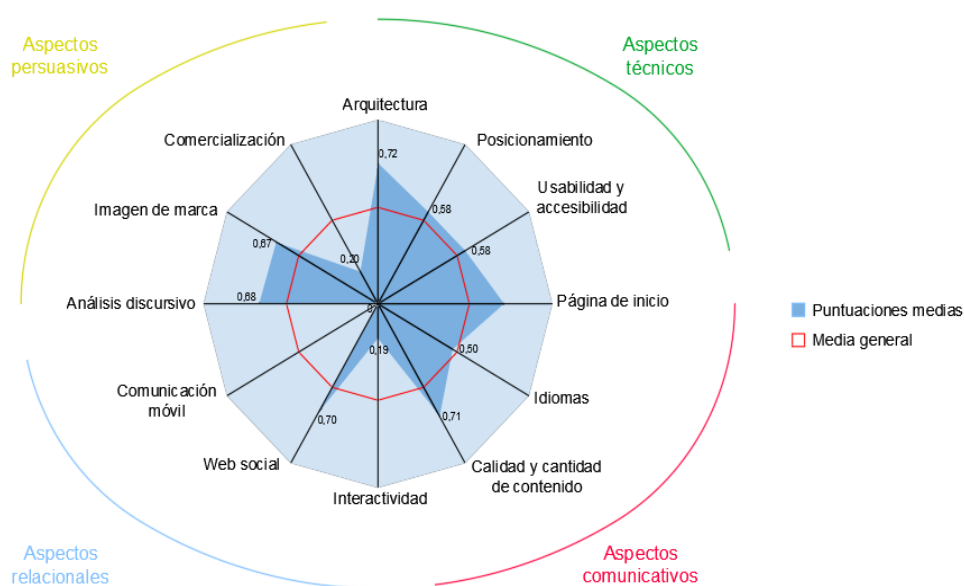 Aspectos
persuasivos
Aspectos
técnicos
Arquitectura
Comercialización
Posicionamiento
0,72
Usabilidad y
accesibilidad
Imagen de marca
0,58
0,67
0,58
0,20
Análisis discursivo
0,68
Página de inicio
Puntuaciones medias
Media general
0,19
0,50
Comunicación
móvil
Idiomas
0,70
0,71
Web social
Interactividad
Calidad y cantidad
de contenido
Aspectos
relacionales
Aspectos
comunicativos